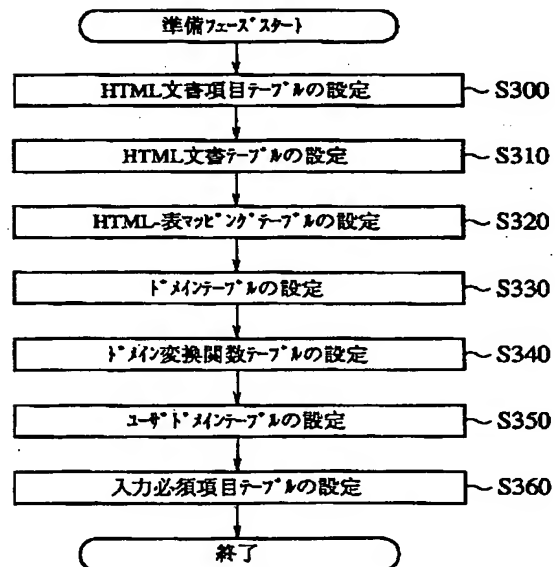 準備ﾌｪｰｽﾞｽﾀｰﾄ
HTML文書項目ﾃｰﾌﾞﾙの設定 S300
HTML文書ﾃｰﾌﾞﾙの設定 S310
HTML-表ﾏｯﾋﾟﾝｸﾞﾃｰﾌﾞﾙの設定 S320
ﾄﾞﾒｲﾝﾃｰﾌﾞﾙの設定 S330
ﾄﾞﾒｲﾝ変換関数ﾃｰﾌﾞﾙの設定 S340
ﾕｰｻﾞﾄﾞﾒｲﾝﾃｰﾌﾞﾙの設定 S350
入力必須項目ﾃｰﾌﾞﾙの設定 S360
終了